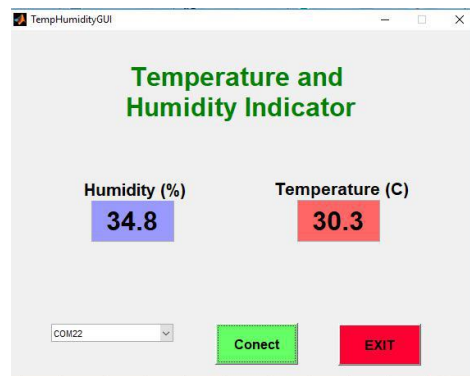 TempHumidityGUI
Temperature and
Humidity Indicator
Humidity (%)
Temperature (C)
34.8
30.3
COM22
Conect
EXIT